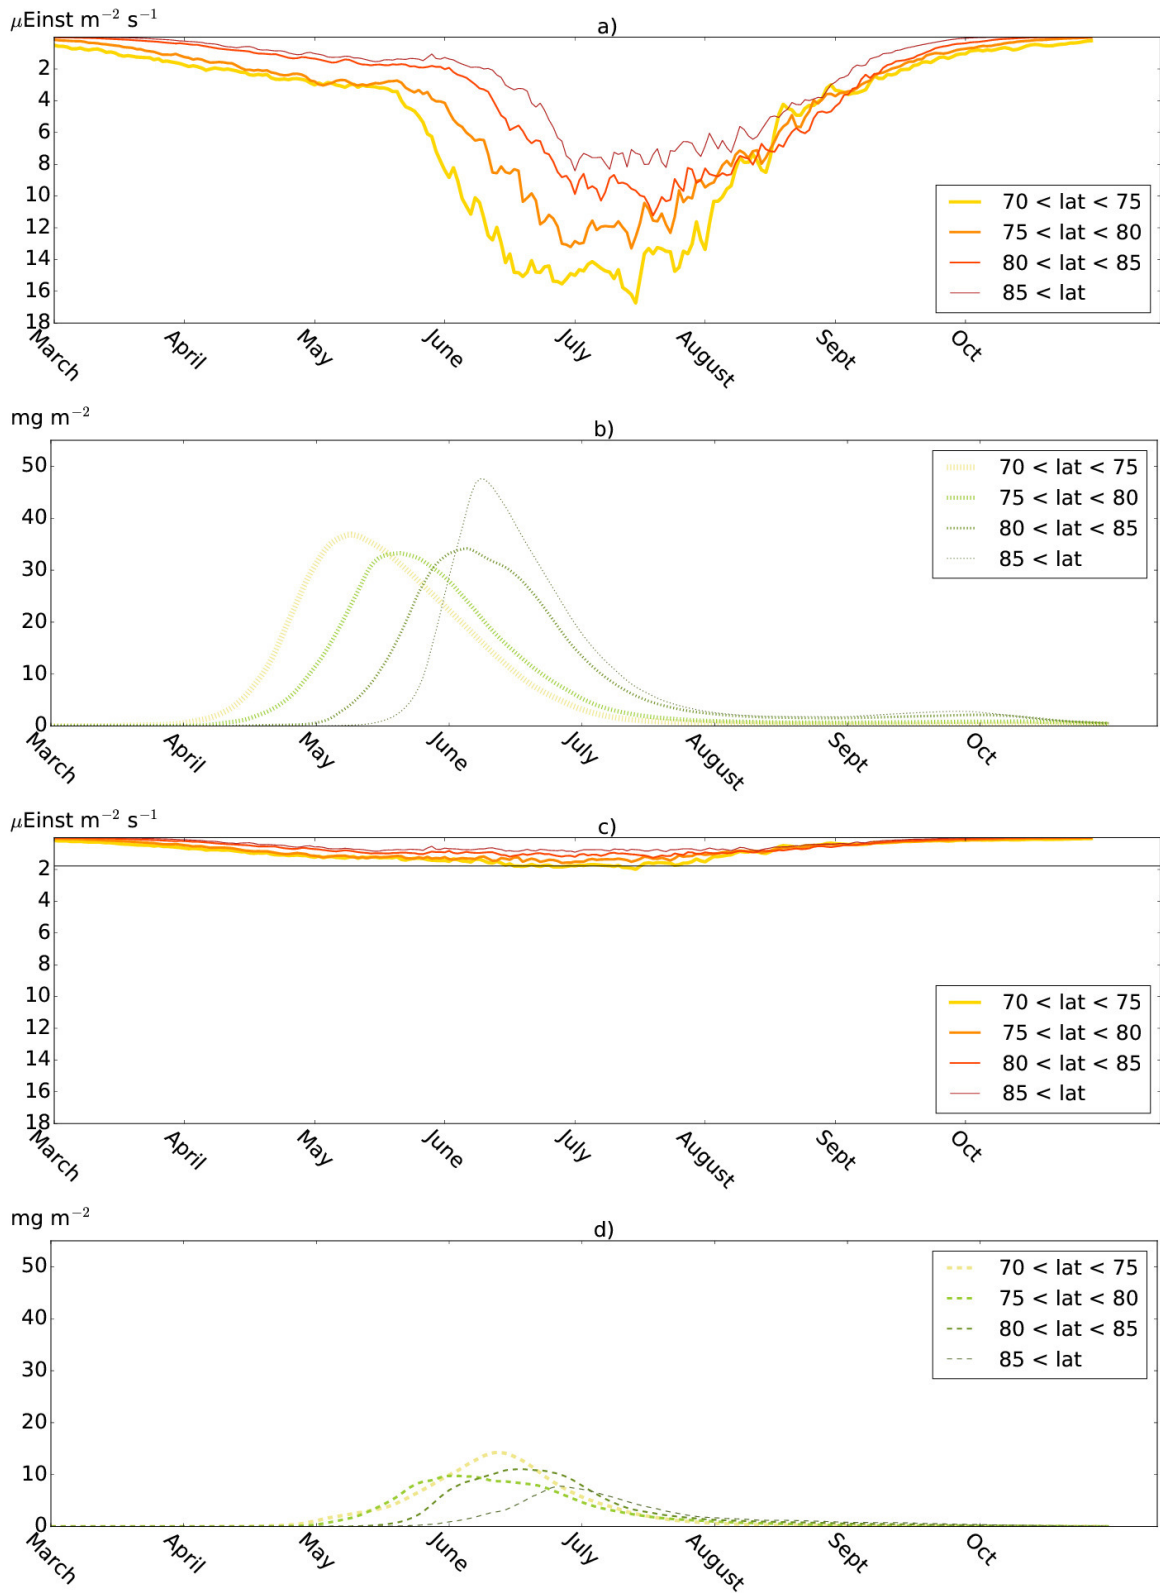 μEinst m⁻² s⁻¹
a)
2
4
6
8
10
12
14
16
18
70 < lat < 75
75 < lat < 80
80 < lat < 85
85 < lat
March
April
May
June
July
August
Sept
Oct
mg m⁻²
b)
50
40
30
20
10
0
70 < lat < 75
75 < lat < 80
80 < lat < 85
85 < lat
March
April
May
June
July
August
Sept
Oct
μEinst m⁻² s⁻¹
c)
2
4
6
8
10
12
14
16
18
70 < lat < 75
75 < lat < 80
80 < lat < 85
85 < lat
March
April
May
June
July
August
Sept
Oct
mg m⁻²
d)
50
40
30
20
10
0
70 < lat < 75
75 < lat < 80
80 < lat < 85
85 < lat
March
April
May
June
July
August
Sept
Oct